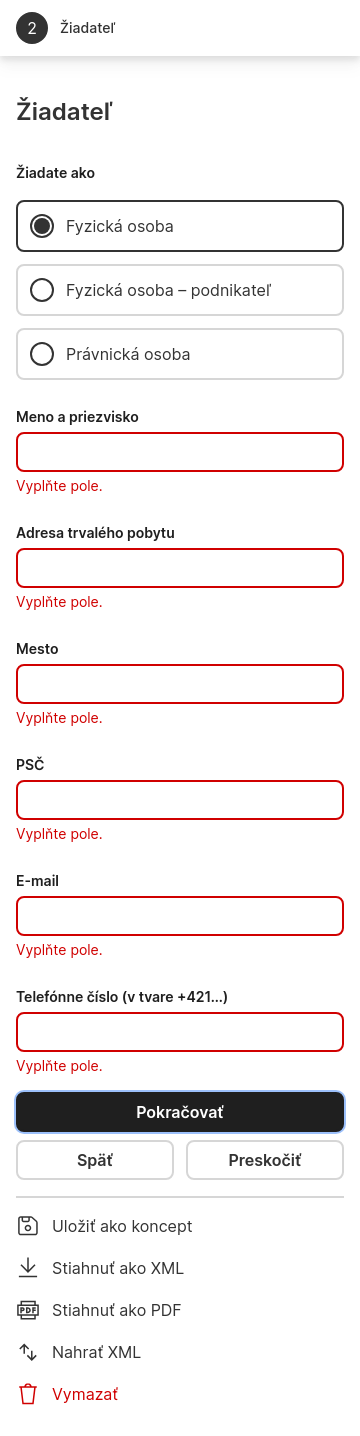 2 Žiadateľ
Žiadateľ
Žiadate ako
Fyzická osoba
Fyzická osoba – podnikateľ
Právnická osoba
Meno a priezvisko
Vyplňte pole.
Adresa trvalého pobytu
Vyplňte pole.
Mesto
Vyplňte pole.
PSČ
Vyplňte pole.
E-mail
Vyplňte pole.
Telefónne číslo (v tvare +421...)
Vyplňte pole.
Pokračovať
Späť Preskočiť
Uložiť ako koncept
Stiahnuť ako XML
PDF Stiahnuť ako PDF
Nahrať XML
Vymazať